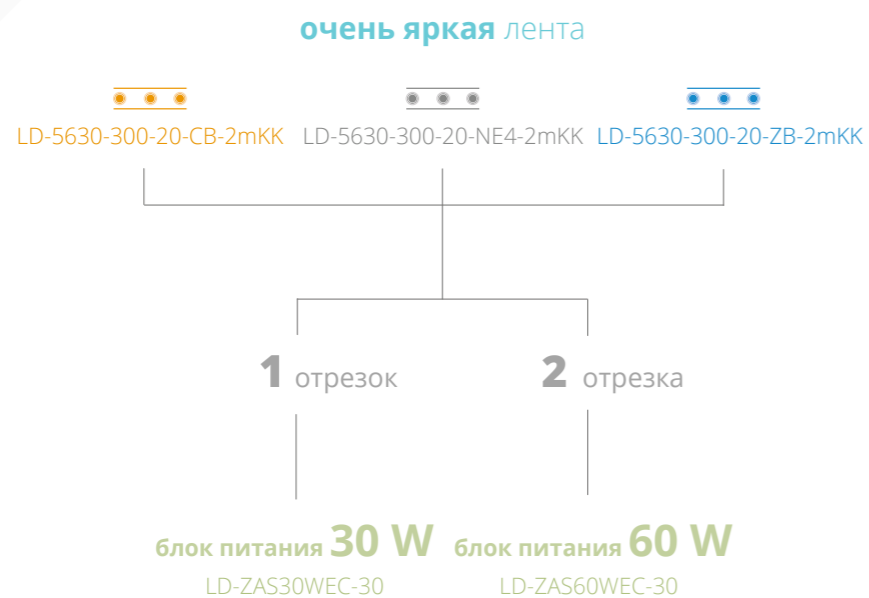 очень яркая лента
LD-5630-300-20-CB-2mKK LD-5630-300-20-NE4-2mKK LD-5630-300-20-ZB-2mKK
1 отрезок 2 отрезка
блок питания 30 W блок питания 60 W
LD-ZAS30WEC-30 LD-ZAS60WEC-30